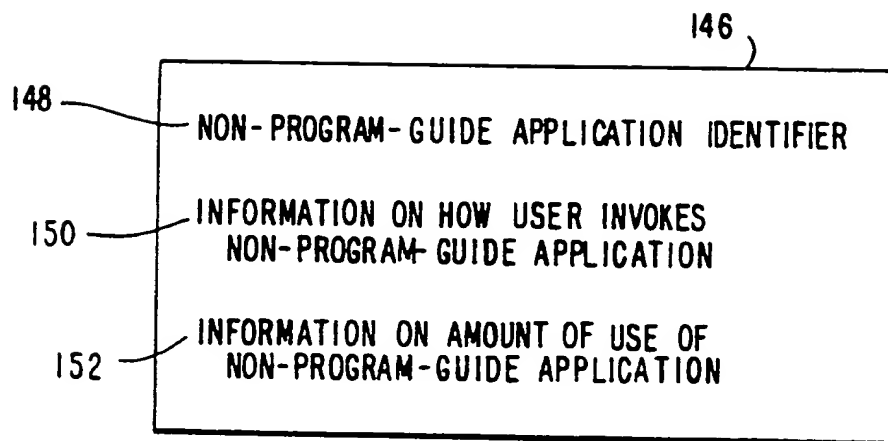 146
148
NON-PROGRAM-GUIDE APPLICATION IDENTIFIER
150
INFORMATION ON HOW USER INVOKES
NON-PROGRAM-GUIDE APPLICATION
152
INFORMATION ON AMOUNT OF USE OF
NON-PROGRAM-GUIDE APPLICATION